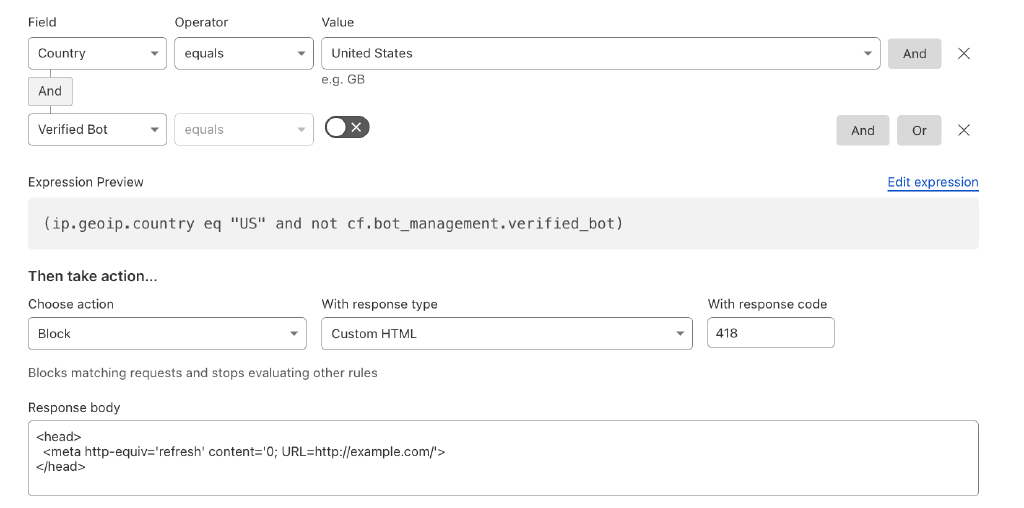 Field Operator Value
Country equals United States And
e.g. GB
And
Verified Bot equals And Or
Expression Preview Edit expression
(ip.geoip.country eq "US" and not cf.bot_management.verified_bot)
Then take action...
Choose action With response type With response code
Block Custom HTML 418
Blocks matching requests and stops evaluating other rules
Response body
<head>
<meta http-equiv='refresh' content='0; URL=http://example.com/'>
</head>